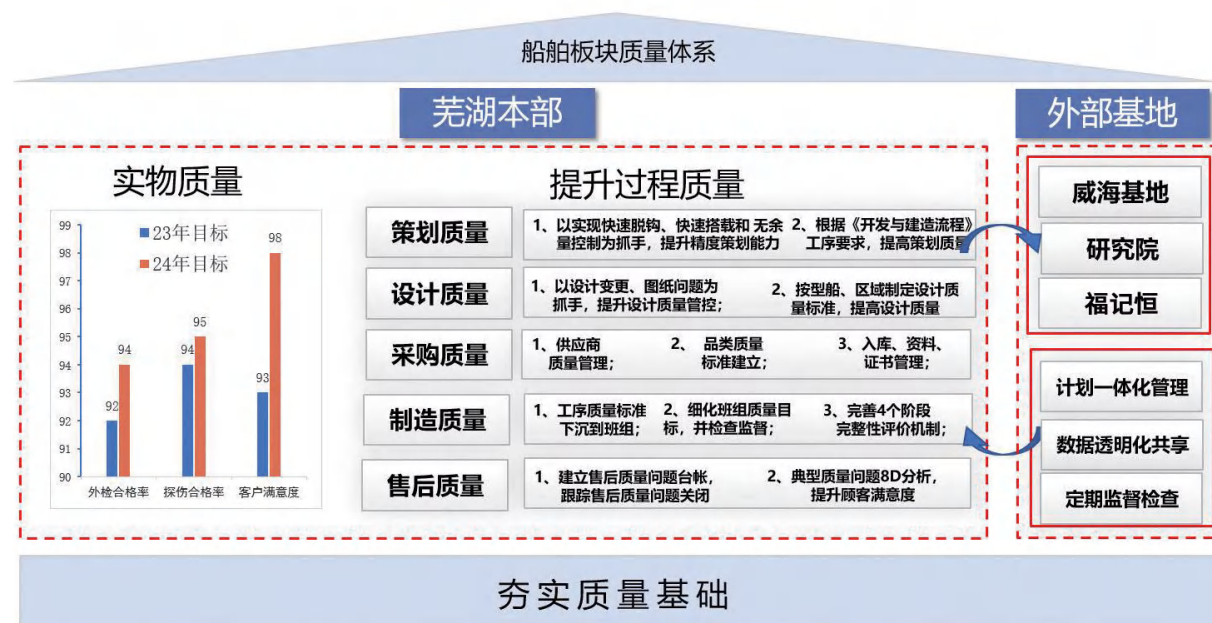 船舶板块质量体系
芜湖本部
外部基地
实物质量
99
98
97
96
95
94
93
92
91
90
23年目标
24年目标
92
94
94
95
93
98
外检合格率
探伤合格率
客户满意度
提升过程质量
策划质量
1、以实现快速脱钩、快速搭载和 无余
量控制为抓手，提升精度策划能力
2、根据《开发与建造流程》
工序要求，提高策划质量
设计质量
1、以设计变更、图纸问题为
抓手，提升设计质量管控；
2、按型船、区域制定设计质
量标准，提高设计质量
采购质量
1、供应商
质量管理；
2、 品类质量
标准建立；
3、入库、资料、
证书管理；
制造质量
1、工序质量标准
下沉到班组；
2、细化班组质量目
标，并检查监督；
3、完善4个阶段
完整性评价机制；
售后质量
1、建立售后质量问题台帐，
跟踪售后质量问题关闭
2、典型质量问题8D分析，
提升顾客满意度
威海基地
研究院
福记恒
计划一体化管理
数据透明化共享
定期监督检查
夯实质量基础